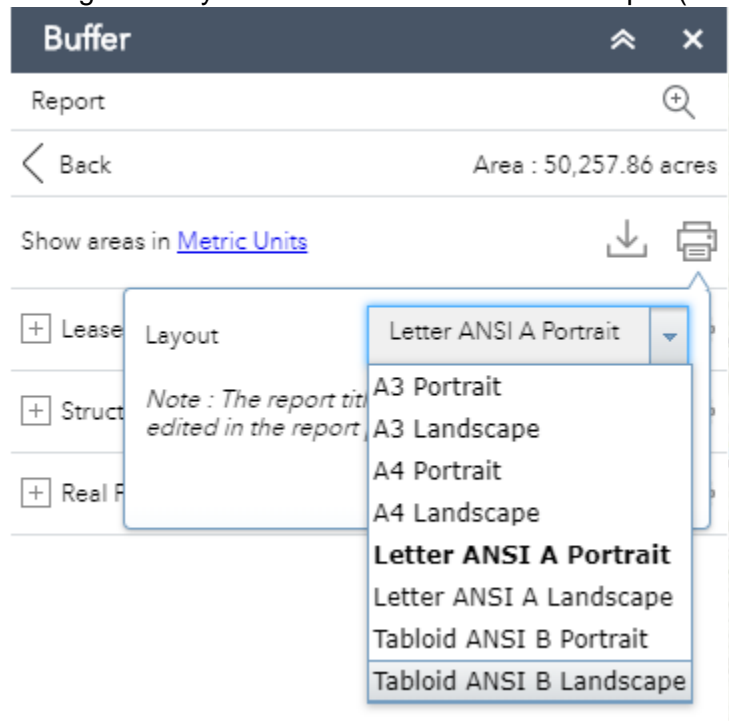 Buffer
Report
Back Area : 50,257.86 acres
Show areas in Metric Units
Lease
Layout Letter ANSI A Portrait
Struct
Note : The report
edited in the report
Real
A3 Portrait
A3 Landscape
A4 Portrait
A4 Landscape
Letter ANSI A Portrait
Letter ANSI A Landscape
Tabloid ANSI B Portrait
Tabloid ANSI B Landscape